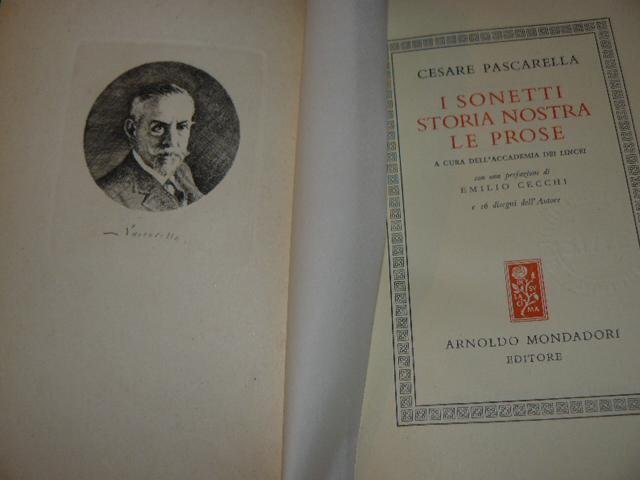 Pascarella
CESARE PASCARELLA
I SONETTI
STORIA NOSTRA
LE PROSE
A CURA DELL'ACCADEMIA DEI LINCEI
con una prefazione di
EMILIO CECCHI
e 16 disegni dell'Autore
ARNOLDO MONDADORI
EDITORE